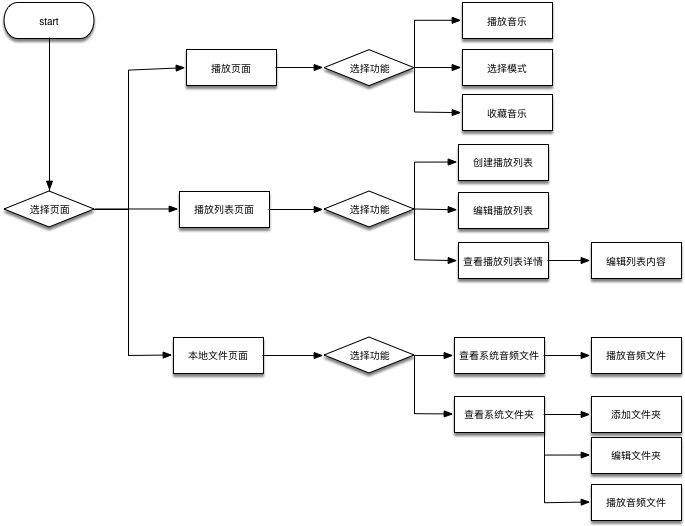 start
播放音乐
播放页面
选择功能
选择模式
收藏音乐
创建播放列表
选择页面
播放列表页面
选择功能
编辑播放列表
查看播放列表详情
编辑列表内容
本地文件页面
选择功能
查看系统音频文件
播放音频文件
查看系统文件夹
添加文件夹
编辑文件夹
播放音频文件